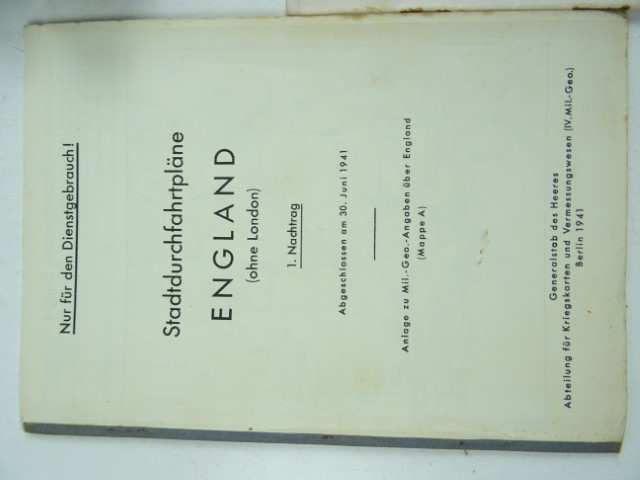 Nur für den Dienstgebrauch!
Stadtdurchfahrtpläne
ENGLAND
(ohne London)
1. Nachtrag
Abgeschlossen am 30. Juni 1941
Anlage zu Mil.-Geo.-Angaben über England
(Mappe A)
Generalstab des Heeres
Abteilung für Kriegskarten und Vermessungswesen (IV. Mil.-Geo.)
Berlin 1941